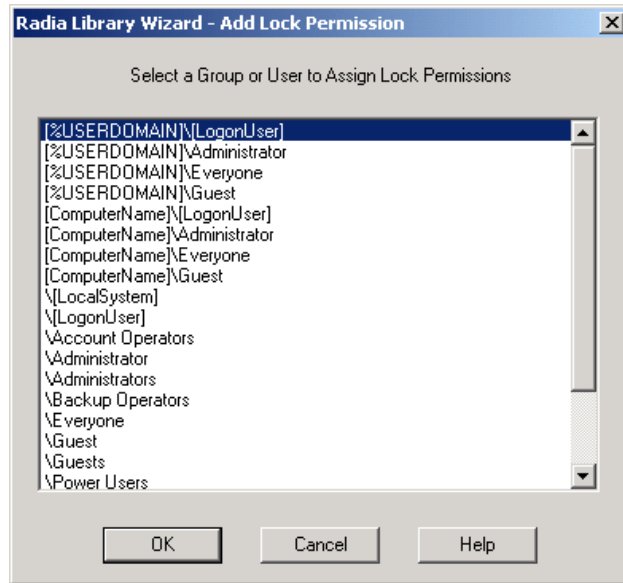 Radia Library Wizard - Add Lock Permission
Select a Group or User to Assign Lock Permissions
[%USERDOMAIN]\[LogonUser]
[%USERDOMAIN]\Administrator
[%USERDOMAIN]\Everyone
[%USERDOMAIN]\Guest
[ComputerName]\[LogonUser]
[ComputerName]\Administrator
[ComputerName]\Everyone
[ComputerName]\Guest
\[LocalSystem]
\[LogonUser]
\Account Operators
\Administrator
\Administrators
\Backup Operators
\Everyone
\Guest
\Guests
\Power Users
OK Cancel Help